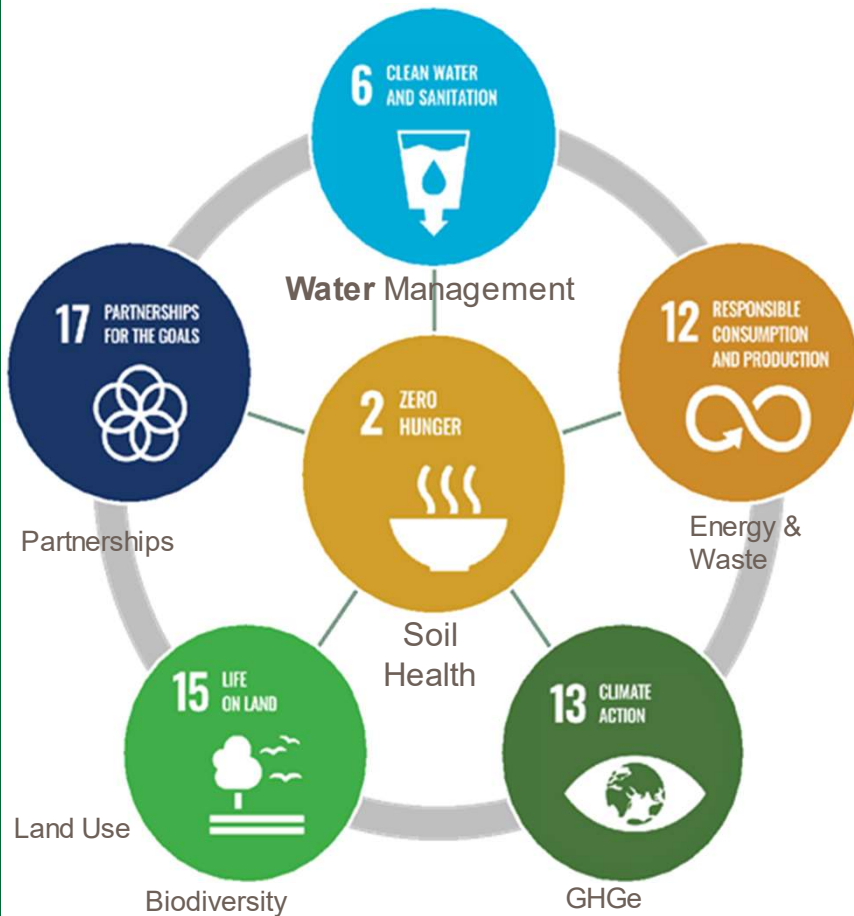 6 CLEAN WATER
AND SANITATION
Water Management
17 PARTNERSHIPS
FOR THE GOALS
12 RESPONSIBLE
CONSUMPTION
AND PRODUCTION
2 ZERO
HUNGER
Partnerships
Energy &
Waste
Soil
Health
15 LIFE
ON LAND
13 CLIMATE
ACTION
Land Use
Biodiversity
GHGe